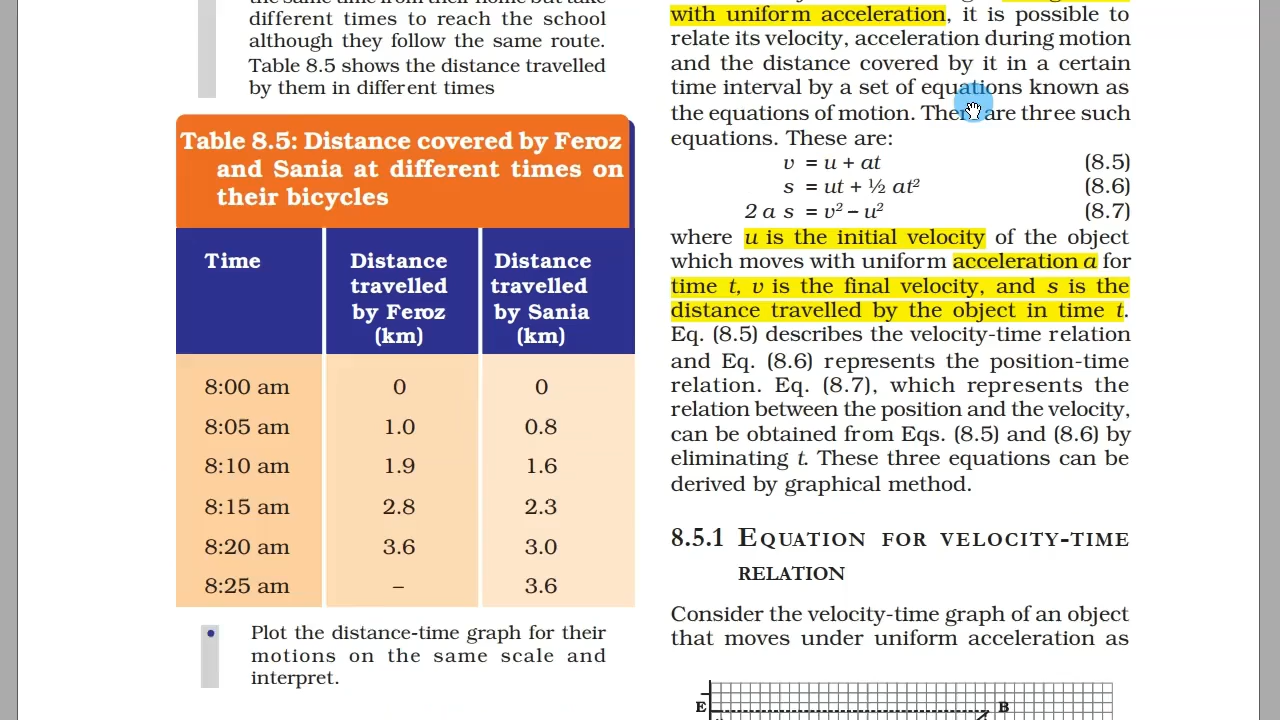 the same time from their home but take
different times to reach the school
although they follow the same route.
Table 8.5 shows the distance travelled
by them in different times
Table 8.5: Distance covered by Feroz
and Sania at different times on
their bicycles
Time Distance travelled by Feroz (km) Distance travelled by Sania (km)
8:00 am 0 0
8:05 am 1.0 0.8
8:10 am 1.9 1.6
8:15 am 2.8 2.3
8:20 am 3.6 3.0
8:25 am – 3.6
• Plot the distance-time graph for their
motions on the same scale and
interpret.
with uniform acceleration, it is possible to
relate its velocity, acceleration during motion
and the distance covered by it in a certain
time interval by a set of equations known as
the equations of motion. There are three such
equations. These are:
v = u + at (8.5)
s = ut + ½ at² (8.6)
2 a s = v² – u² (8.7)
where u is the initial velocity of the object
which moves with uniform acceleration a for
time t, v is the final velocity, and s is the
distance travelled by the object in time t.
Eq. (8.5) describes the velocity-time relation
and Eq. (8.6) represents the position-time
relation. Eq. (8.7), which represents the
relation between the position and the velocity,
can be obtained from Eqs. (8.5) and (8.6) by
eliminating t. These three equations can be
derived by graphical method.
8.5.1 EQUATION FOR VELOCITY-TIME
RELATION
Consider the velocity-time graph of an object
that moves under uniform acceleration as
E B